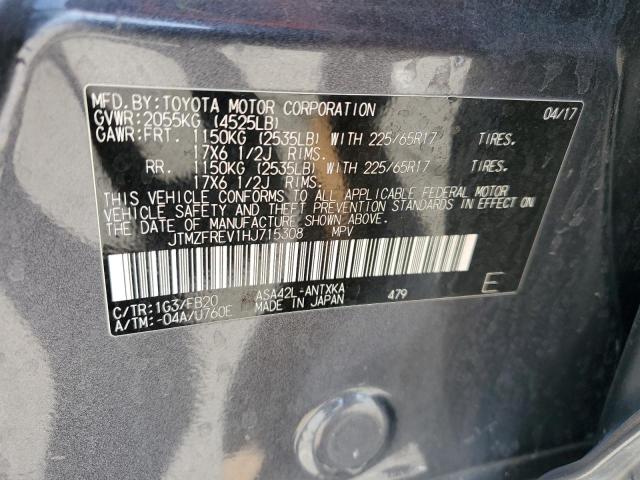 MFD.BY:TOYOTA MOTOR CORPORATION 04/17
GVWR:2055KG (4525LB)
GAWR:FRT. 1150KG (2535LB) WITH 225/65R17 TIRES.
17X6 1/2J RIMS.
RR. 1150KG (2535LB) WITH 225/65R17 TIRES.
17X6 1/2J RIMS.
THIS VEHICLE CONFORMS TO ALL APPLICABLE FEDERAL MOTOR
VEHICLE SAFETY AND THEFT PREVENTION STANDARDS IN EFFECT ON
THE DATE OF MANUFACTURE SHOWN ABOVE.
JTMZFREV1HJ715308 MPV
C/TR:1G3/FB20 ASA42L-ANTXKA 479 E
A/TM:-04A/U760E MADE IN JAPAN